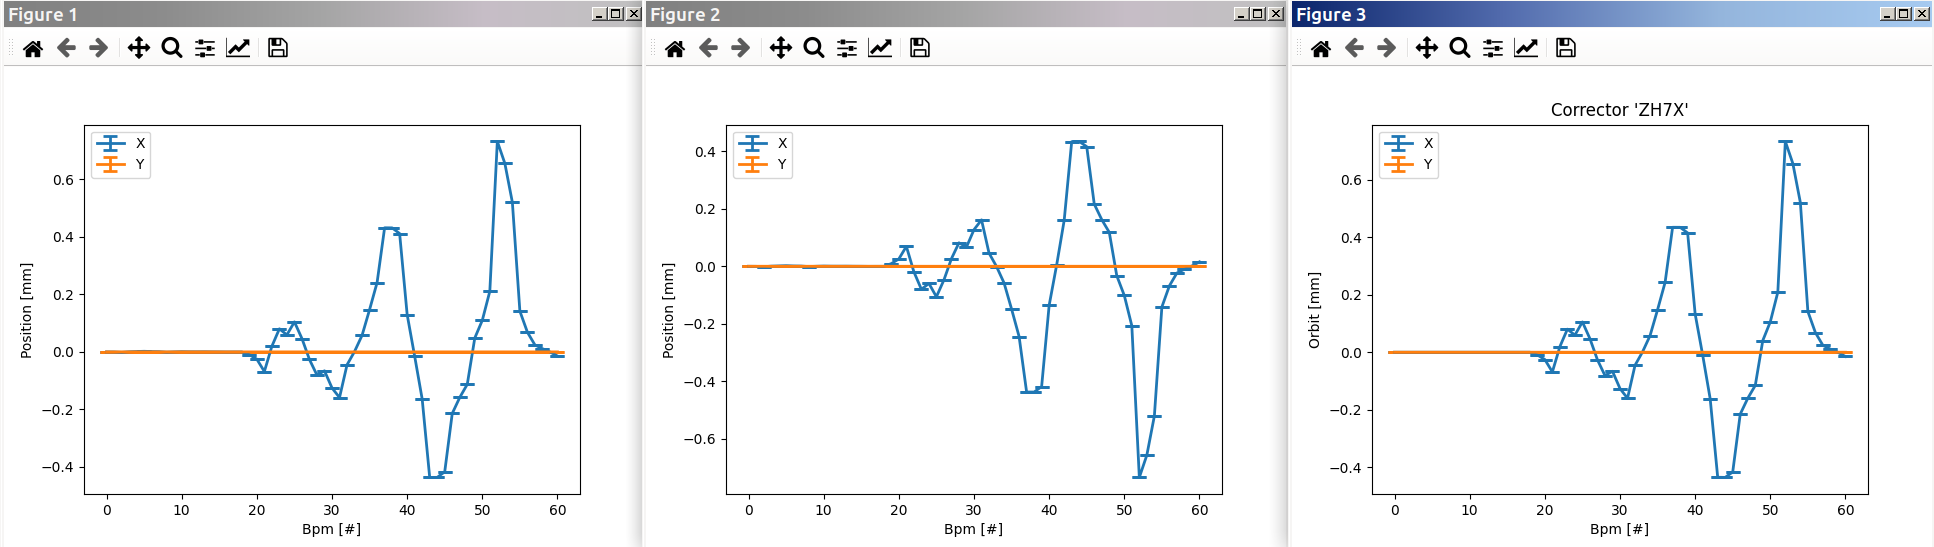 Figure 1
X
Y
0.6
0.4
0.2
0.0
−0.2
−0.4
Position [mm]
0 10 20 30 40 50 60
Bpm [#]
Figure 2
X
Y
0.4
0.2
0.0
−0.2
−0.4
−0.6
Position [mm]
0 10 20 30 40 50 60
Bpm [#]
Figure 3
Corrector 'ZH7X'
X
Y
0.6
0.4
0.2
0.0
−0.2
−0.4
Orbit [mm]
0 10 20 30 40 50 60
Bpm [#]